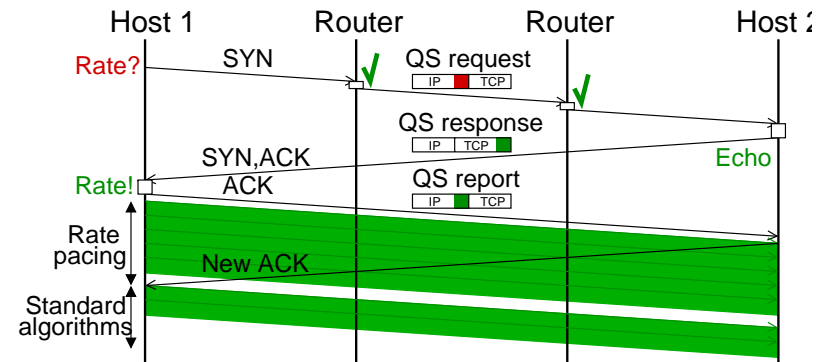 Host 1
Router
Router
Host 2
Rate?
SYN
QS request
IP
TCP
QS response
IP
TCP
SYN,ACK
Echo
Rate!
ACK
QS report
IP
TCP
Rate
pacing
New ACK
Standard
algorithms